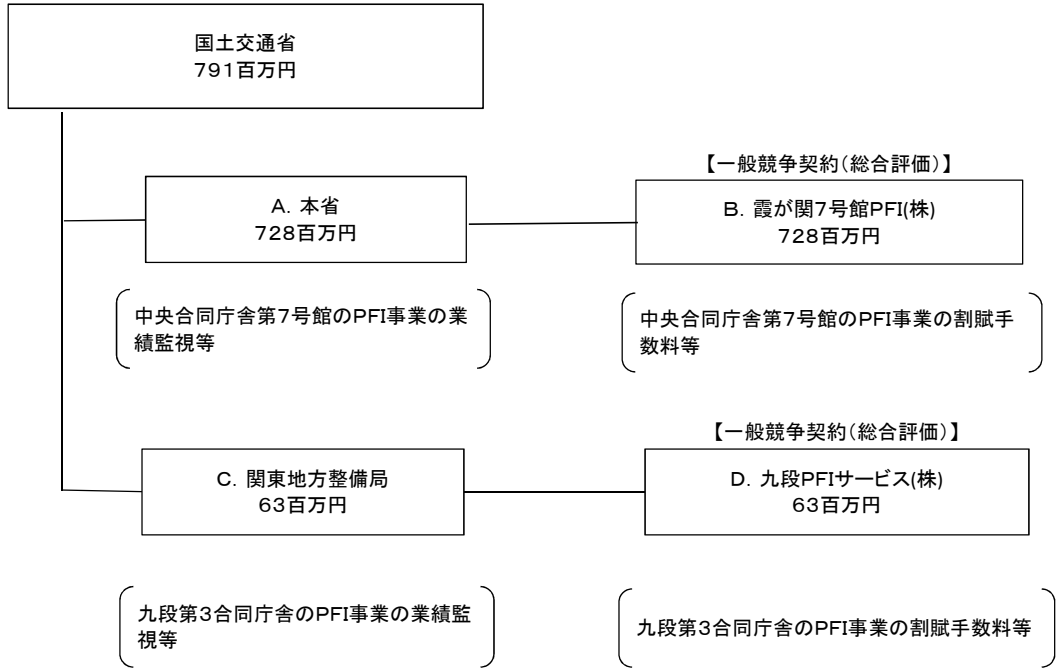 国土交通省
791百万円
A. 本省
728百万円
【一般競争契約(総合評価)】
B. 霞が関7号館PFI(株)
728百万円
中央合同庁舎第7号館のPFI事業の業
績監視等
中央合同庁舎第7号館のPFI事業の割賦手
数料等
C. 関東地方整備局
63百万円
【一般競争契約(総合評価)】
D. 九段PFIサービス(株)
63百万円
九段第3合同庁舎のPFI事業の業績監
視等
九段第3合同庁舎のPFI事業の割賦手数料等